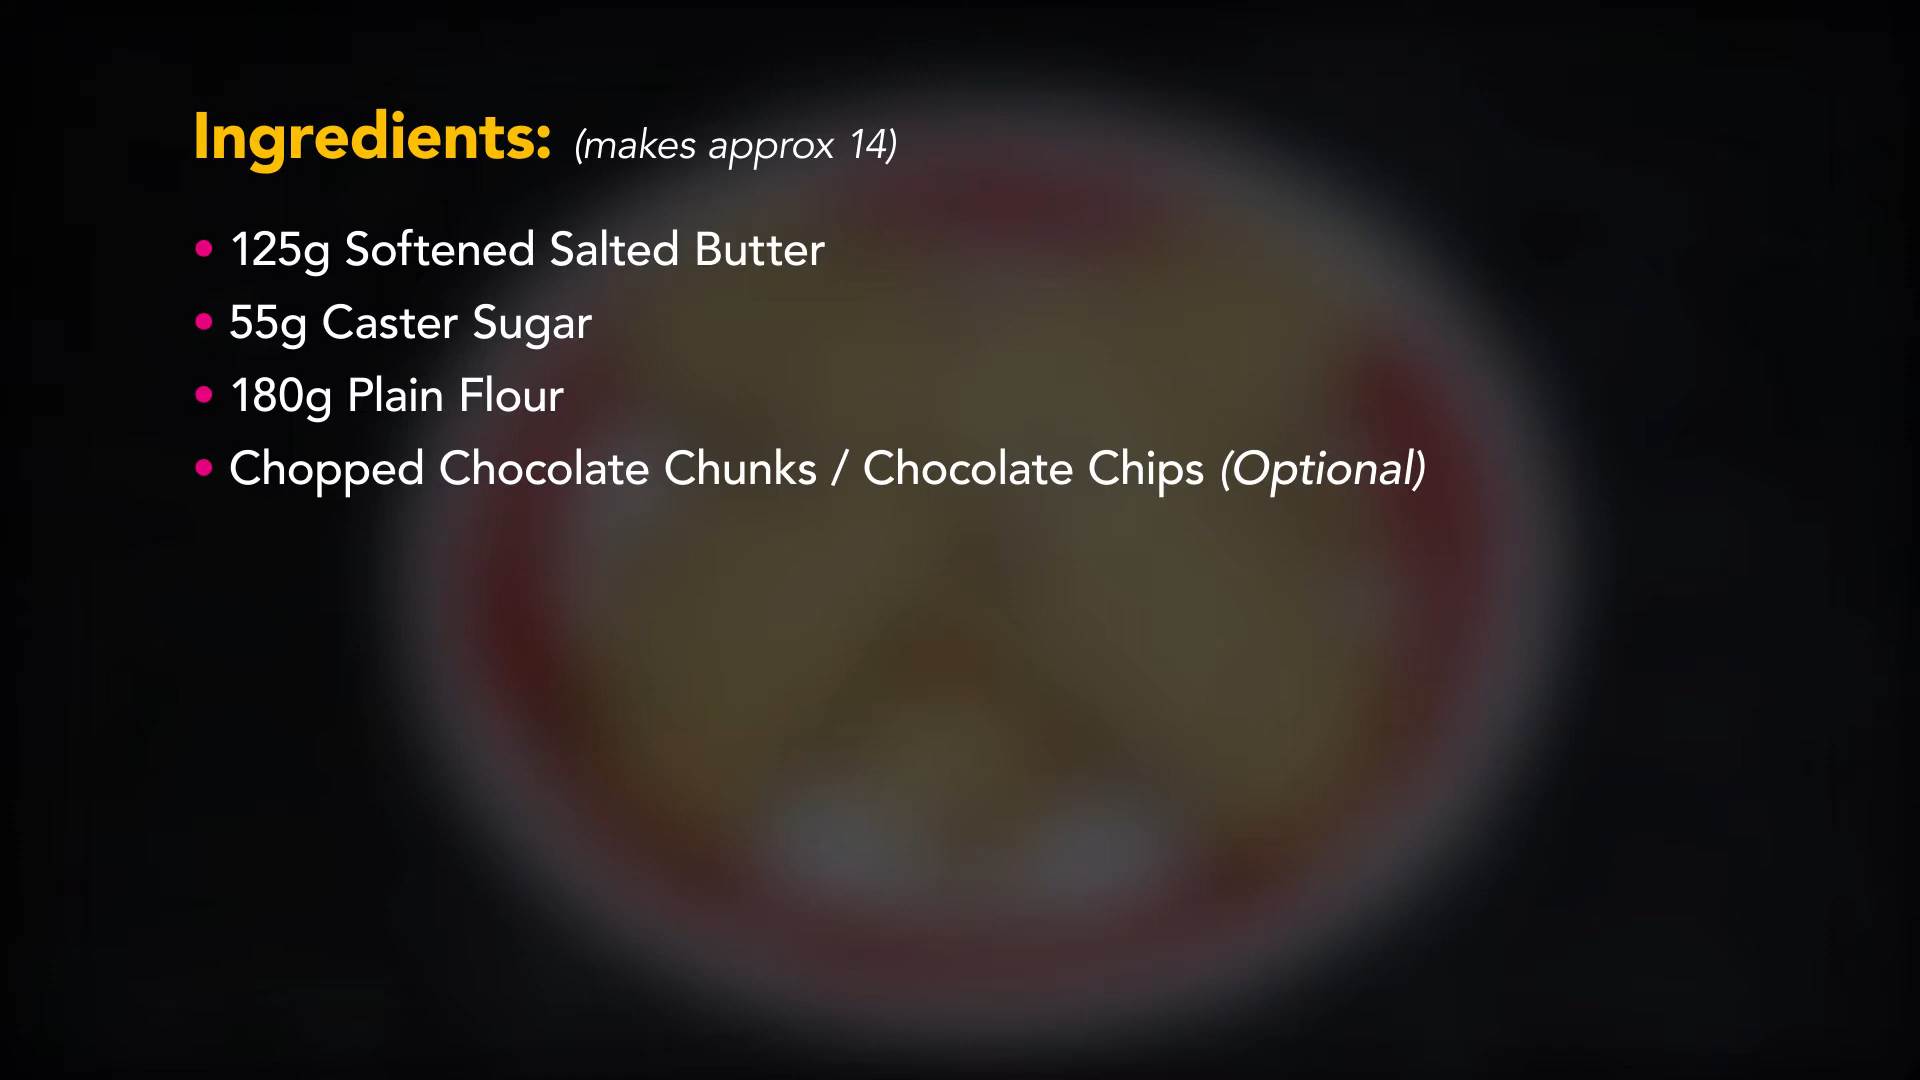 Ingredients: (makes approx 14)
• 125g Softened Salted Butter
• 55g Caster Sugar
• 180g Plain Flour
• Chopped Chocolate Chunks / Chocolate Chips (Optional)